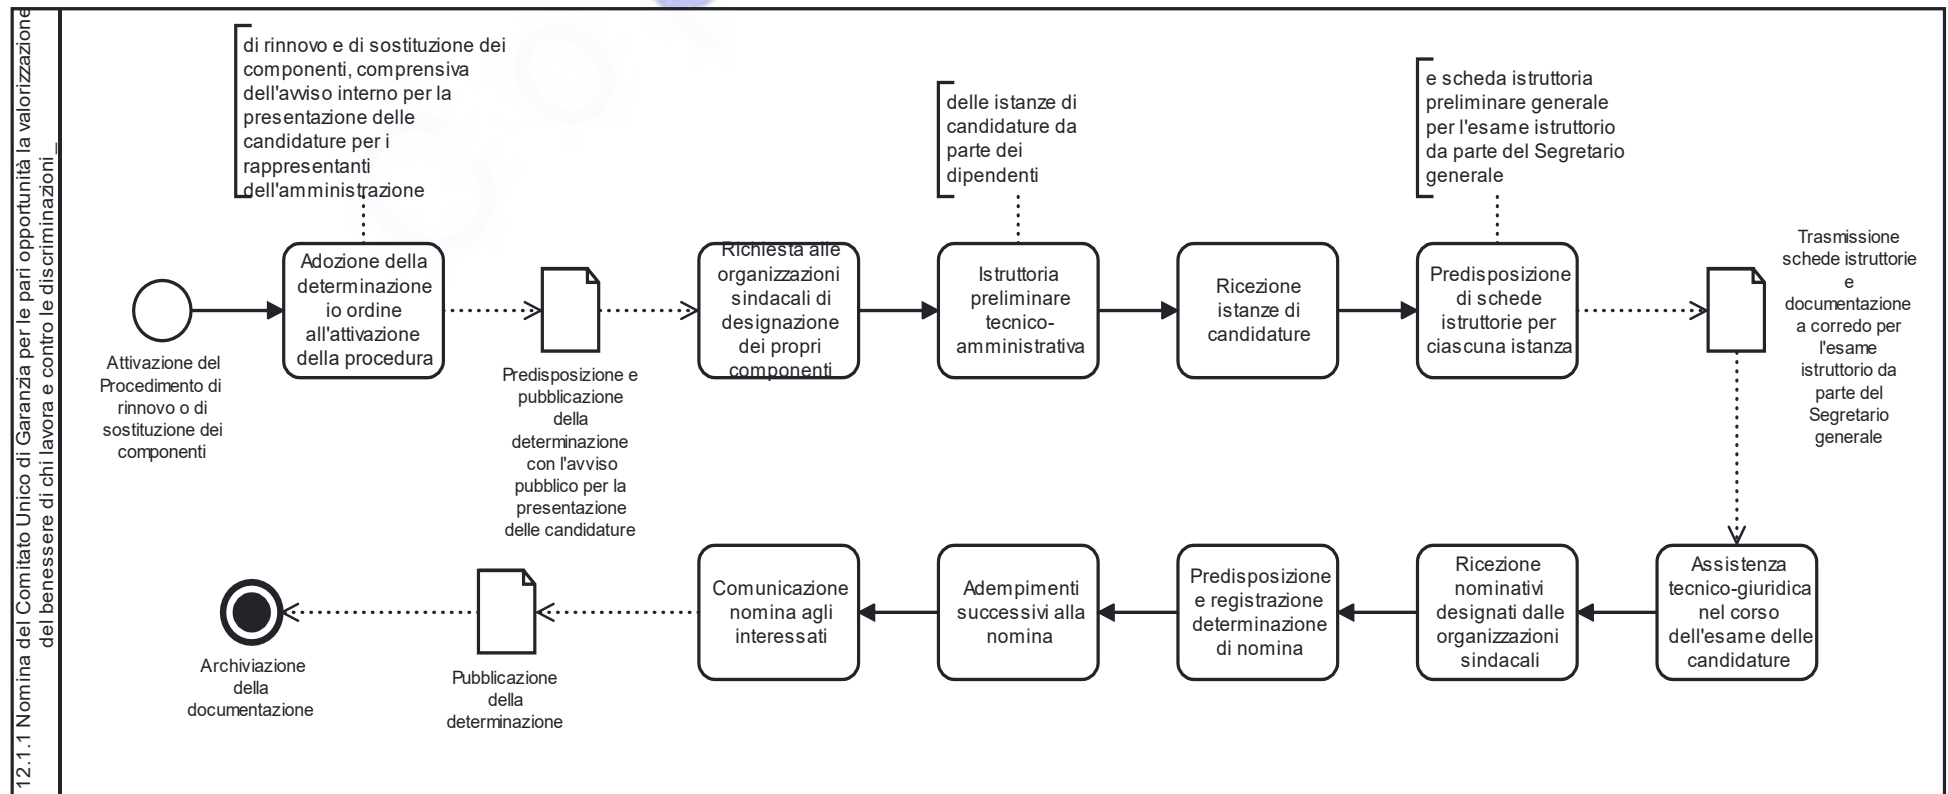 12.1.1 Nomina del Comitato Unico di Garanzia per le pari opportunità la valorizzazione
del benessere di chi lavora e contro le discriminazioni_
di rinnovo e di sostituzione dei
componenti, comprensiva
dell'avviso interno per la
presentazione delle
candidature per i
rappresentanti
dell'amministrazione
delle istanze di
candidature da
parte dei
dipendenti
e scheda istruttoria
preliminare generale
per l'esame istruttorio
da parte del Segretario
generale
Attivazione del
Procedimento di
rinnovo o di
sostituzione dei
componenti
Adozione della
determinazione
io ordine
all'attivazione
della procedura
Predisposizione e
pubblicazione
della
determinazione
con l'avviso
pubblico per la
presentazione
delle candidature
Richiesta alle
organizzazioni
sindacali di
designazione
dei propri
componenti
Istruttoria
preliminare
tecnico-
amministrativa
Ricezione
istanze di
candidature
Predisposizione
di schede
istruttorie per
ciascuna istanza
Trasmissione
schede istruttorie
e
documentazione
a corredo per
l'esame
istruttorio da
parte del
Segretario
generale
Assistenza
tecnico-giuridica
nel corso
dell'esame delle
candidature
Ricezione
nominativi
designati dalle
organizzazioni
sindacali
Predisposizione
e registrazione
determinazione
di nomina
Adempimenti
successivi alla
nomina
Comunicazione
nomina agli
interessati
Pubblicazione
della
determinazione
Archiviazione
della
documentazione